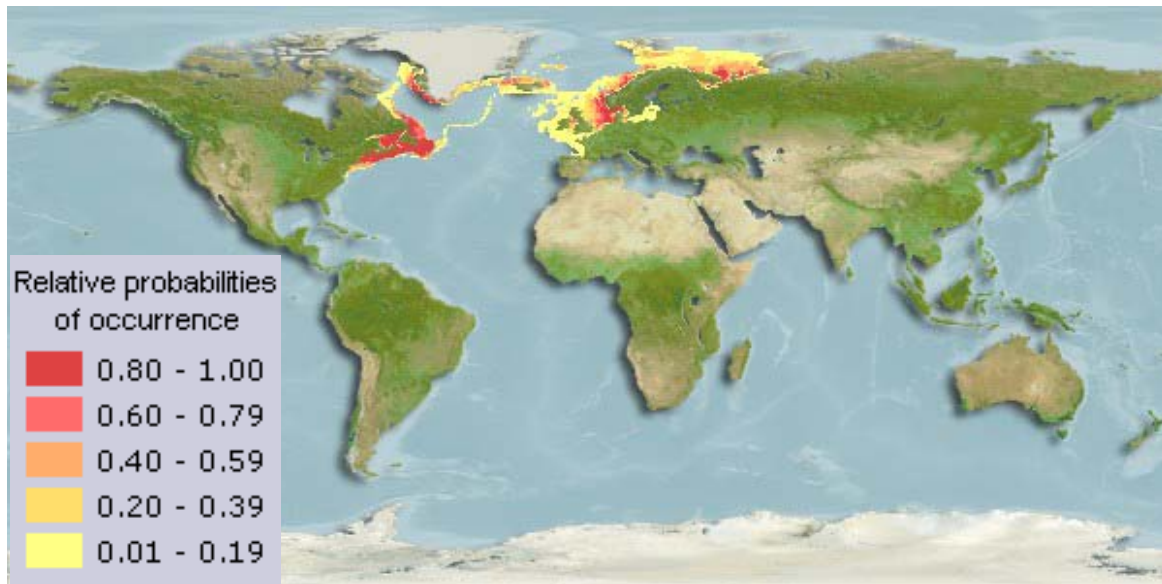 Relative probabilities
of occurrence
0.80 - 1.00
0.60 - 0.79
0.40 - 0.59
0.20 - 0.39
0.01 - 0.19